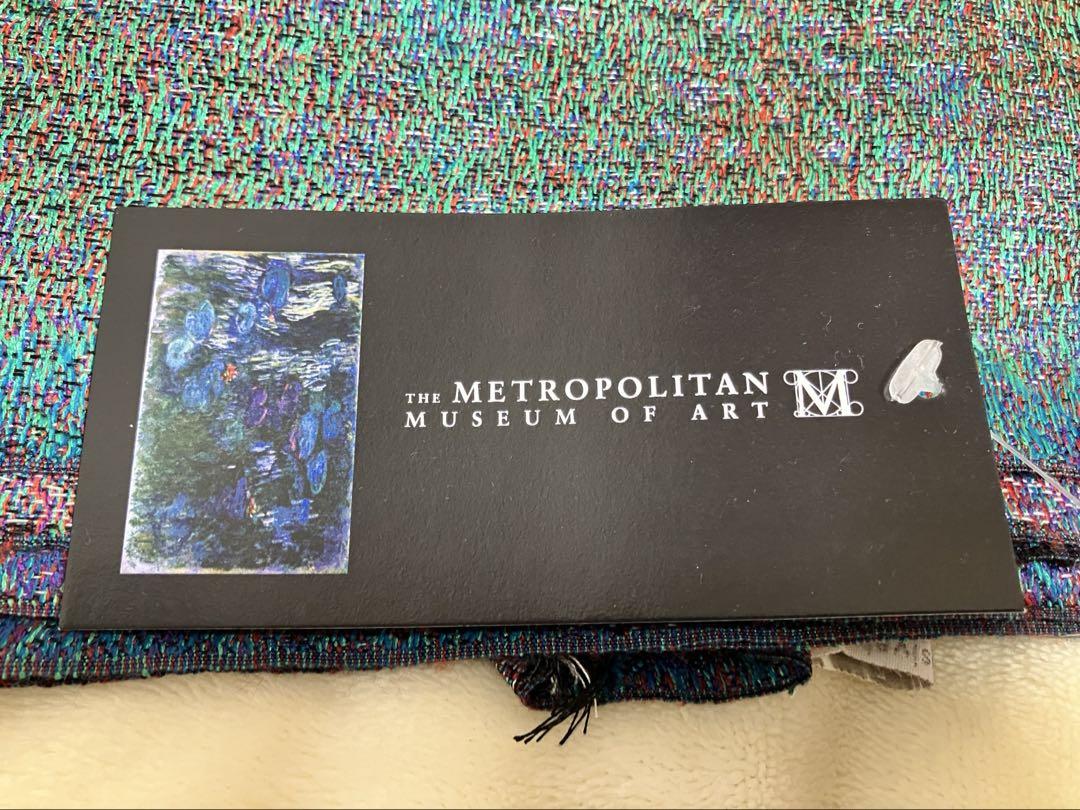 THE METROPOLITAN
MUSEUM OF ART
M